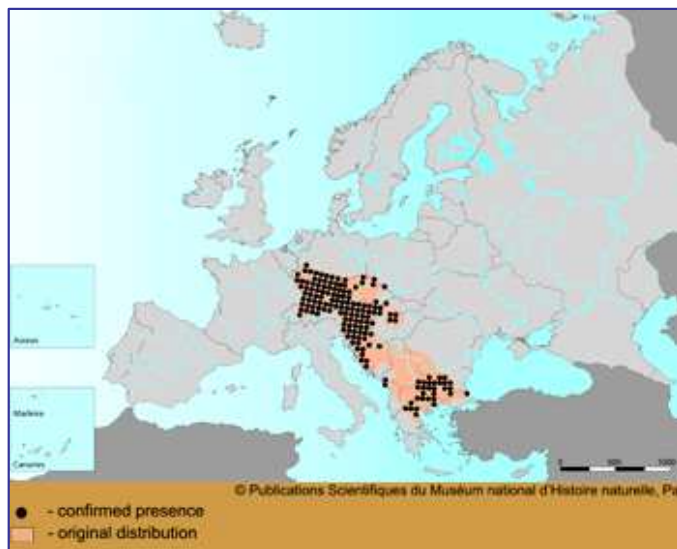 Azores
Madeira
Canaries
0 500 1000
© Publications Scientifiques du Muséum national d'Histoire naturelle, Pa
- confirmed presence
- original distribution